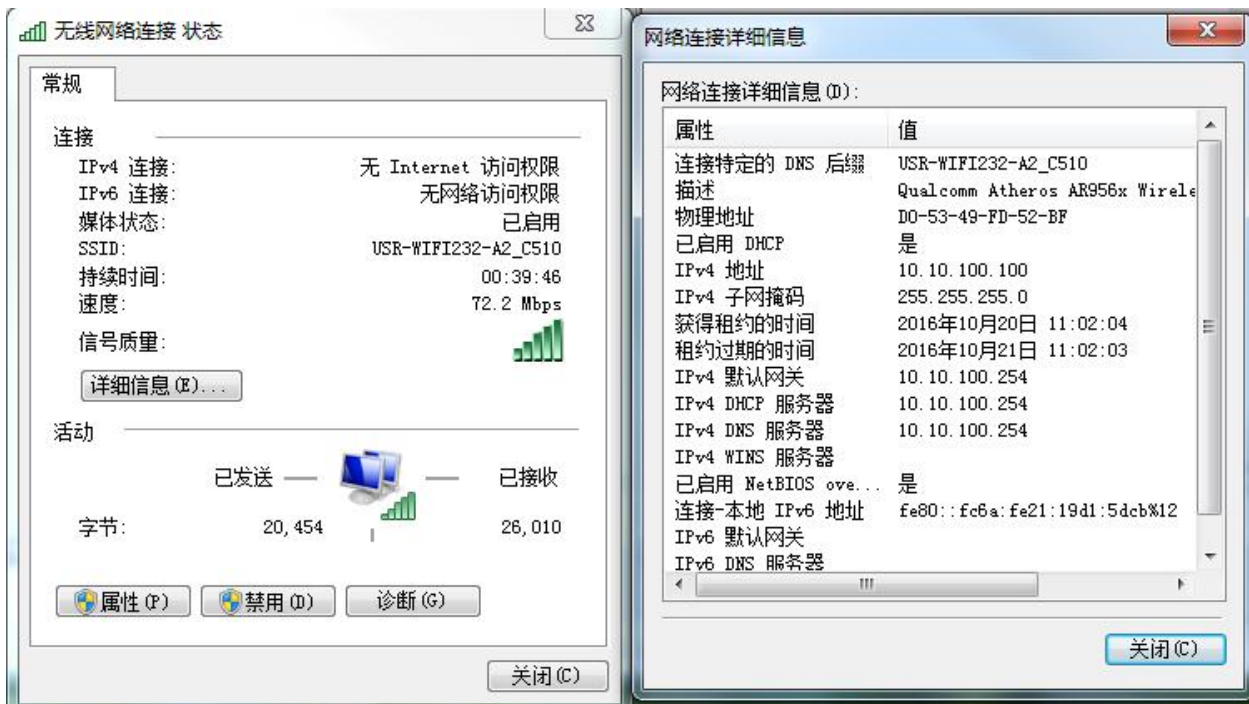 无线网络连接 状态
常规
连接
IPv4 连接: 无 Internet 访问权限
IPv6 连接: 无网络访问权限
媒体状态: 已启用
SSID: USR-WIFI232-A2_C510
持续时间: 00:39:46
速度: 72.2 Mbps
信号质量:
详细信息(E)...
活动
已发送 — — 已接收
字节: 20,454 26,010
属性(P) 禁用(D) 诊断(G)
关闭(C)
网络连接详细信息
网络连接详细信息(D):
属性 值
连接特定的 DNS 后缀 USR-WIFI232-A2_C510
描述 Qualcomm Atheros AR956x Wirele
物理地址 D0-53-49-FD-52-BF
已启用 DHCP 是
IPv4 地址 10.10.100.100
IPv4 子网掩码 255.255.255.0
获得租约的时间 2016年10月20日 11:02:04
租约过期的时间 2016年10月21日 11:02:03
IPv4 默认网关 10.10.100.254
IPv4 DHCP 服务器 10.10.100.254
IPv4 DNS 服务器 10.10.100.254
IPv4 WINS 服务器
已启用 NetBIOS ove... 是
连接-本地 IPv6 地址 fe80::fc6a:fe21:19d1:5dcb%12
IPv6 默认网关
IPv6 DNS 服务器
关闭(C)